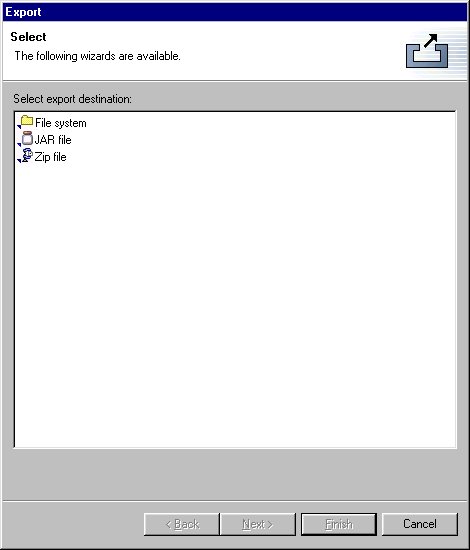 Export
Select
The following wizards are available.
Select export destination:
File system
JAR file
Zip file
< Back
Next >
Finish
Cancel